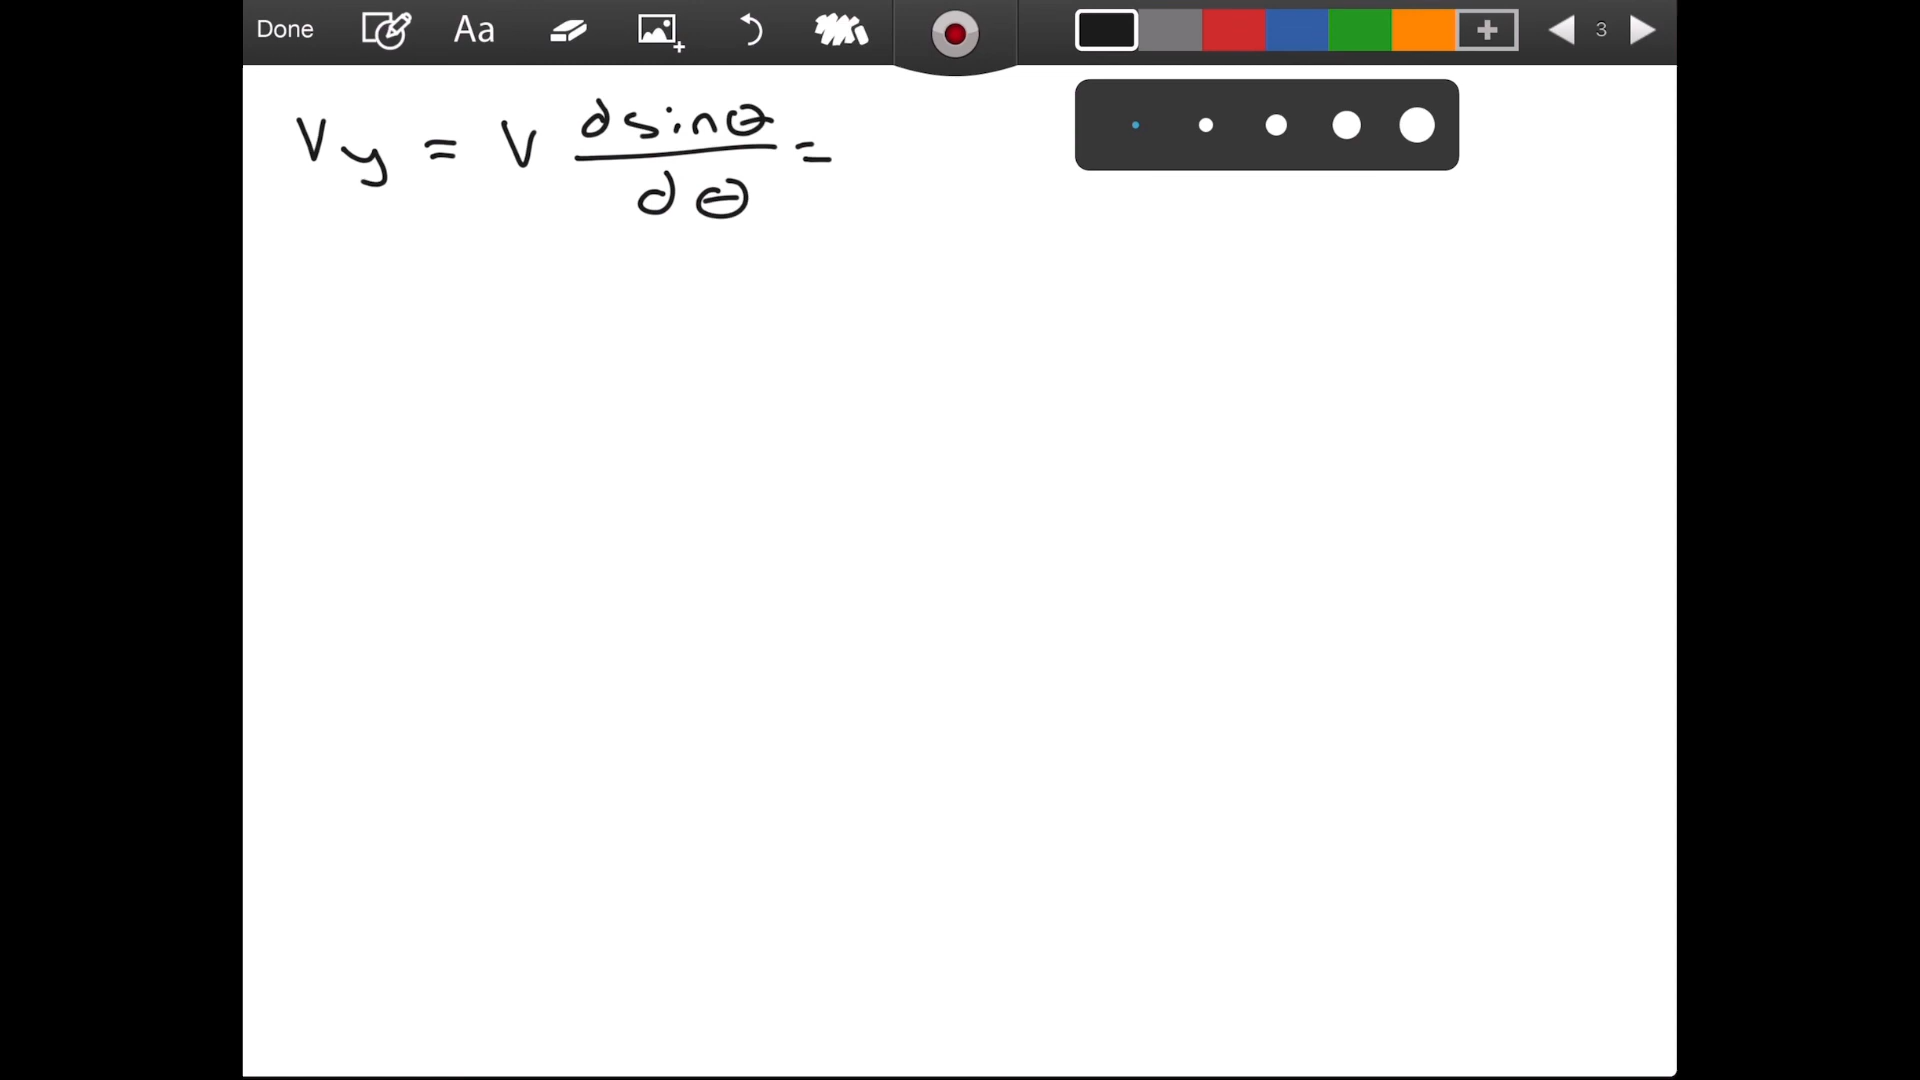 Done Aa 3
Vy = V dsinθ/dθ =